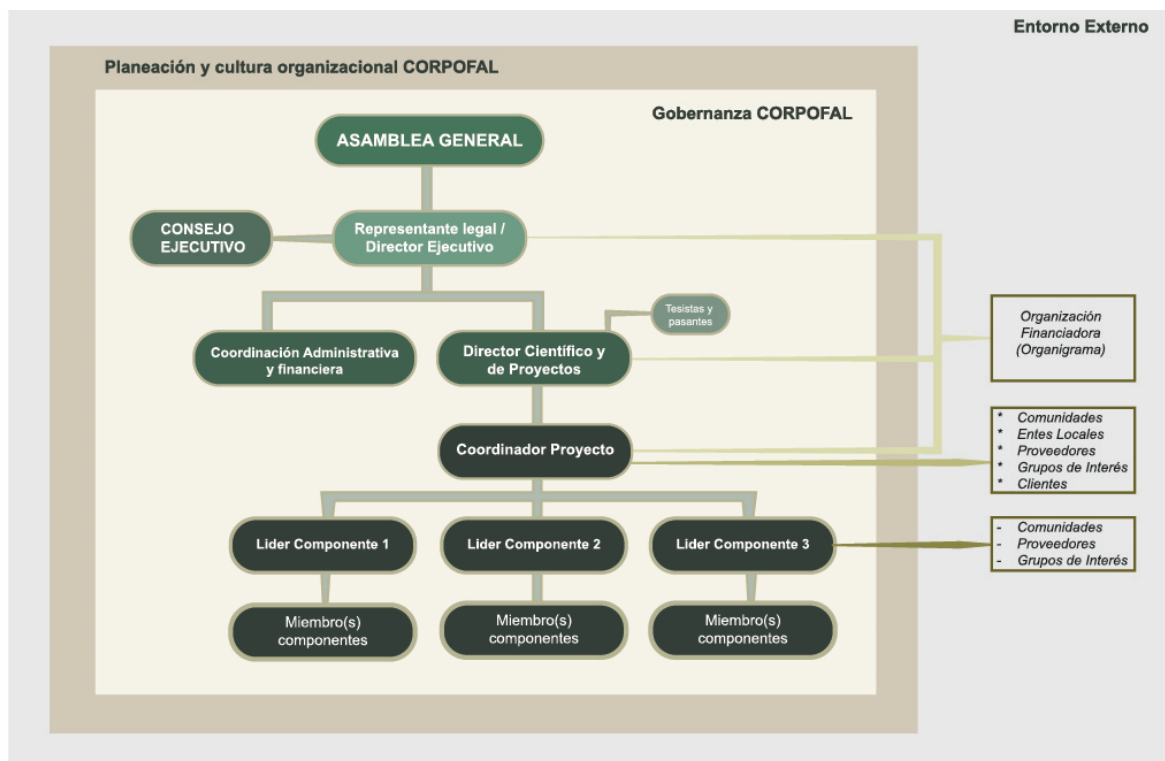 Entorno Externo
Planeación y cultura organizacional CORPOFAL
Gobernanza CORPOFAL
ASAMBLEA GENERAL
CONSEJO
EJECUTIVO
Representante legal /
Director Ejecutivo
Tesistas y
pasantes
Coordinación Administrativa
y financiera
Director Científico y
de Proyectos
Organización
Financiadora
(Organigrama)
Coordinador Proyecto
* Comunidades
* Entes Locales
* Proveedores
* Grupos de Interés
* Clientes
Lider Componente 1
Lider Componente 2
Lider Componente 3
- Comunidades
- Proveedores
- Grupos de Interés
Miembro(s)
componentes
Miembro(s)
componentes
Miembro(s)
componentes